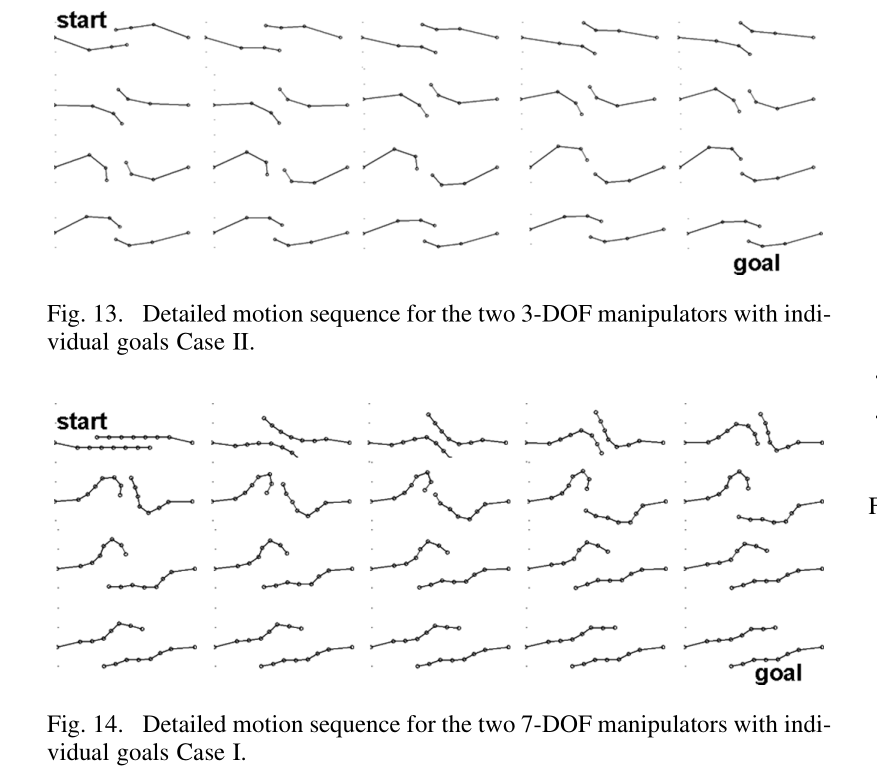 start
goal
Fig. 13. Detailed motion sequence for the two 3-DOF manipulators with indi-
vidual goals Case II.
start
goal
Fig. 14. Detailed motion sequence for the two 7-DOF manipulators with indi-
vidual goals Case I.